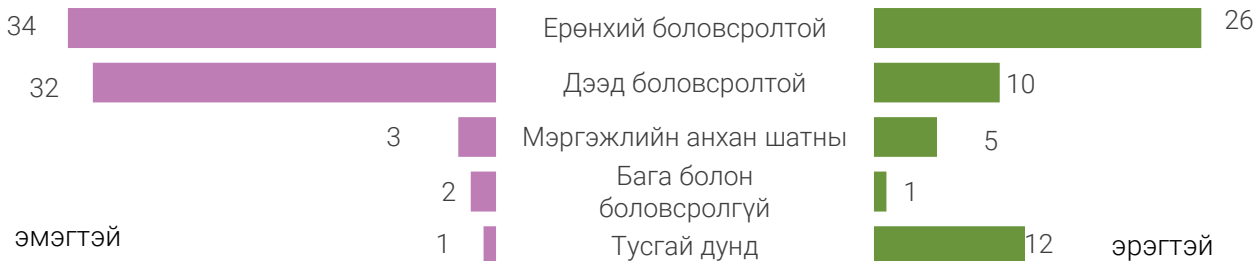 34 Ерөнхий боловсролтой 26
32 Дээд боловсролтой 10
3 Мэргэжлийн анхан шатны 5
2 Бага болон
боловсролгүй 1
эмэгтэй 1 Тусгай дунд 12 эрэгтэй